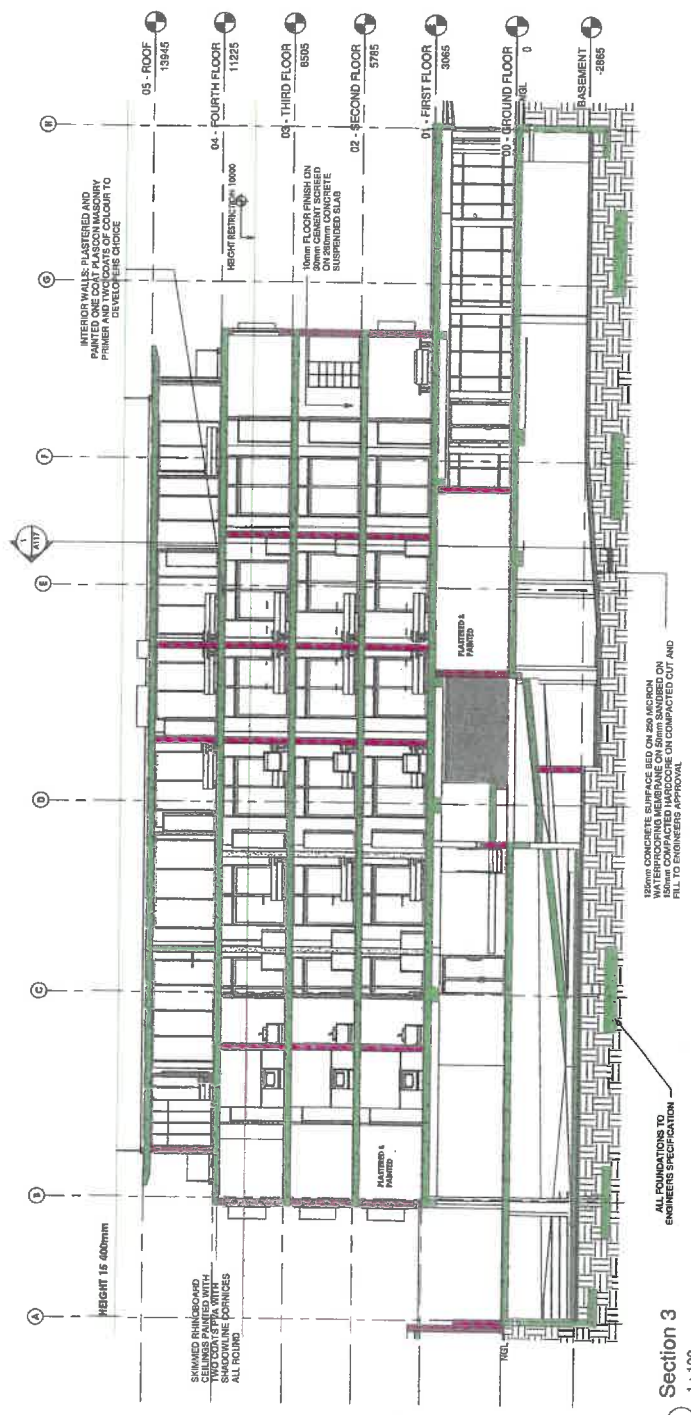 05 - ROOF
13945
04 - FOURTH FLOOR
11225
03 - THIRD FLOOR
8505
02 - SECOND FLOOR
5785
01 - FIRST FLOOR
3065
00 - GROUND FLOOR
0
NGL
BASEMENT
-2865
H
G
F
E
D
C
B
A
1
A117
INTERIOR WALLS: PLASTERED AND
PAINTED ONE COAT PLASCON MASONRY
PRIMER AND TWO COATS OF COLOUR TO
DEVELOPERS CHOICE
HEIGHT RESTRICTION 10000
10mm FLOOR FINISH ON
30mm CEMENT SCREED
ON 260mm CONCRETE
SUSPENDED SLAB
PLASTERED &
PAINTED
PLASTERED &
PAINTED
HEIGHT 15 400mm
SKIMMED RHINOBOARD
CEILINGS PAINTED WITH
TWO COATS PVA WITH
SHADOWLINE CORNICES
ALL ROUND
NGL
120mm CONCRETE SURFACE BED ON 250 MICRON
WATERPROOFING MEMBRANE ON 50mm SANDBED ON
150mm COMPACTED HARDCORE ON COMPACTED CUT AND
FILL TO ENGINEERS APPROVAL
ALL FOUNDATIONS TO
ENGINEERS SPECIFICATION
Section 3
1 : 100